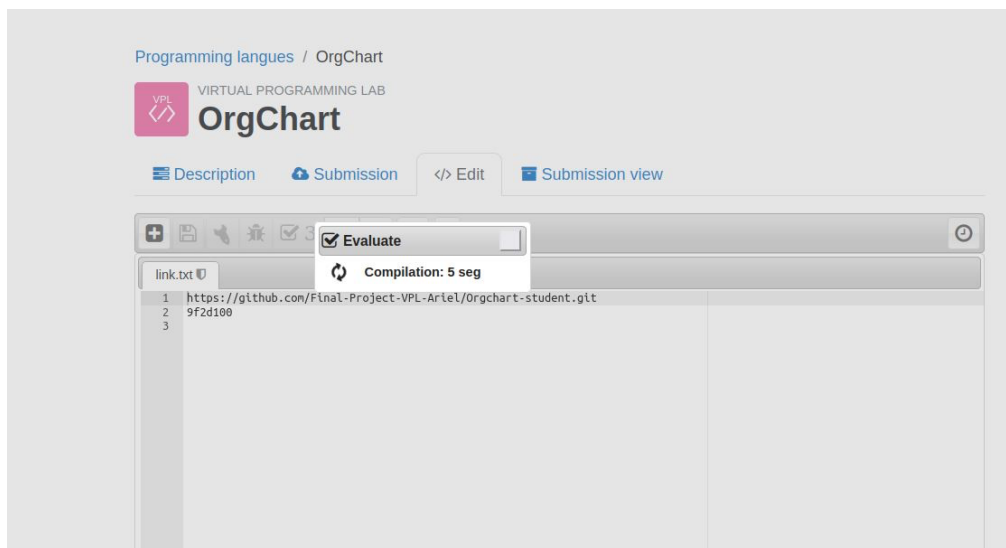 Programming langues / OrgChart
VPL
VIRTUAL PROGRAMMING LAB
OrgChart
Description Submission </> Edit Submission view
3
Evaluate
Compilation: 5 seg
link.txt
1 https://github.com/Final-Project-VPL-Ariel/Orgchart-student.git
2 9f2d100
3